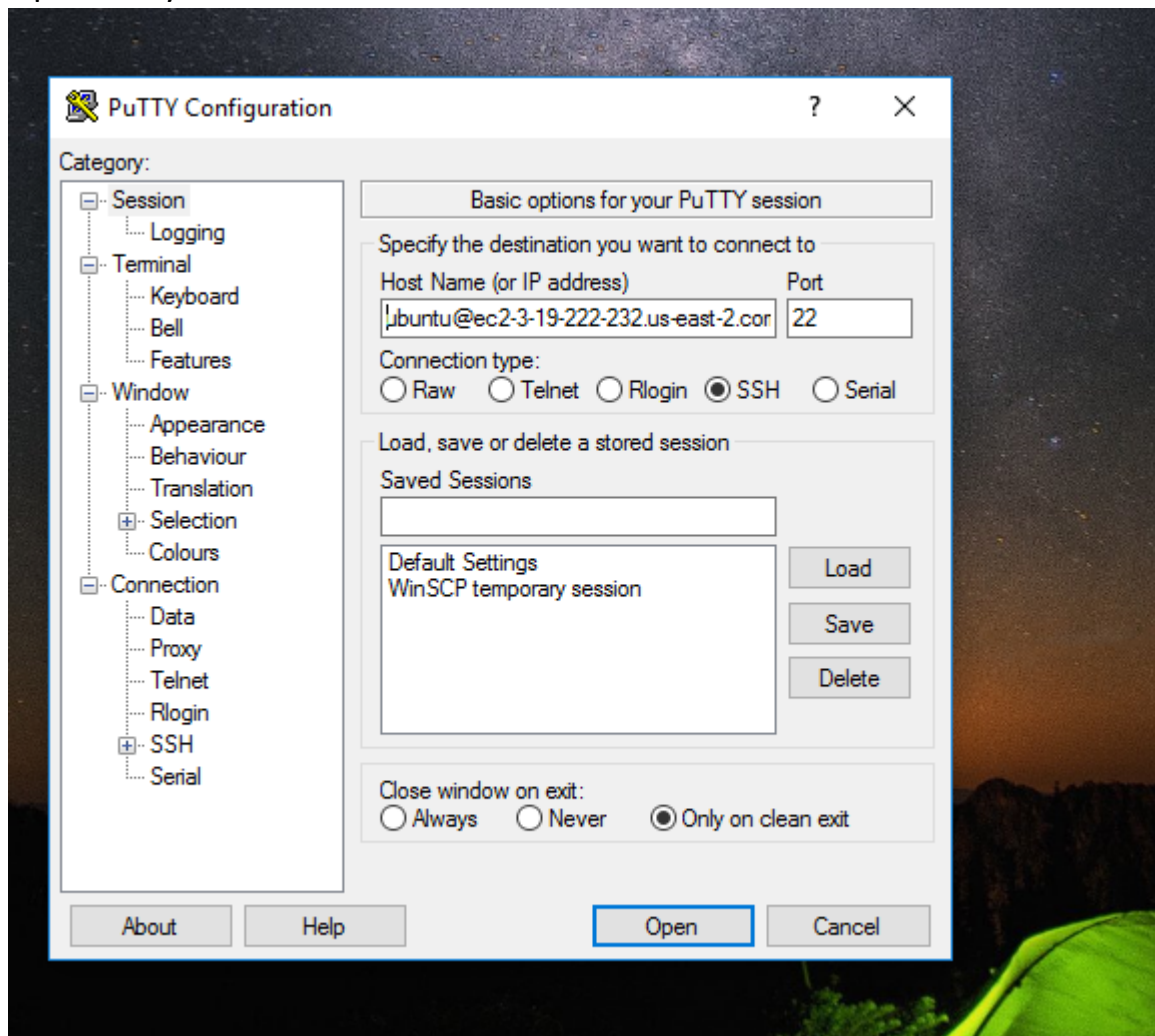 PuTTY Configuration
?
Category:
Session
Logging
Terminal
Keyboard
Bell
Features
Window
Appearance
Behaviour
Translation
Selection
Colours
Connection
Data
Proxy
Telnet
Rlogin
SSH
Serial
Basic options for your PuTTY session
Specify the destination you want to connect to
Host Name (or IP address) Port
ubuntu@ec2-3-19-222-232.us-east-2.cor 22
Connection type:
Raw Telnet Rlogin SSH Serial
Load, save or delete a stored session
Saved Sessions
Default Settings
WinSCP temporary session
Load
Save
Delete
Close window on exit:
Always Never Only on clean exit
About Help Open Cancel